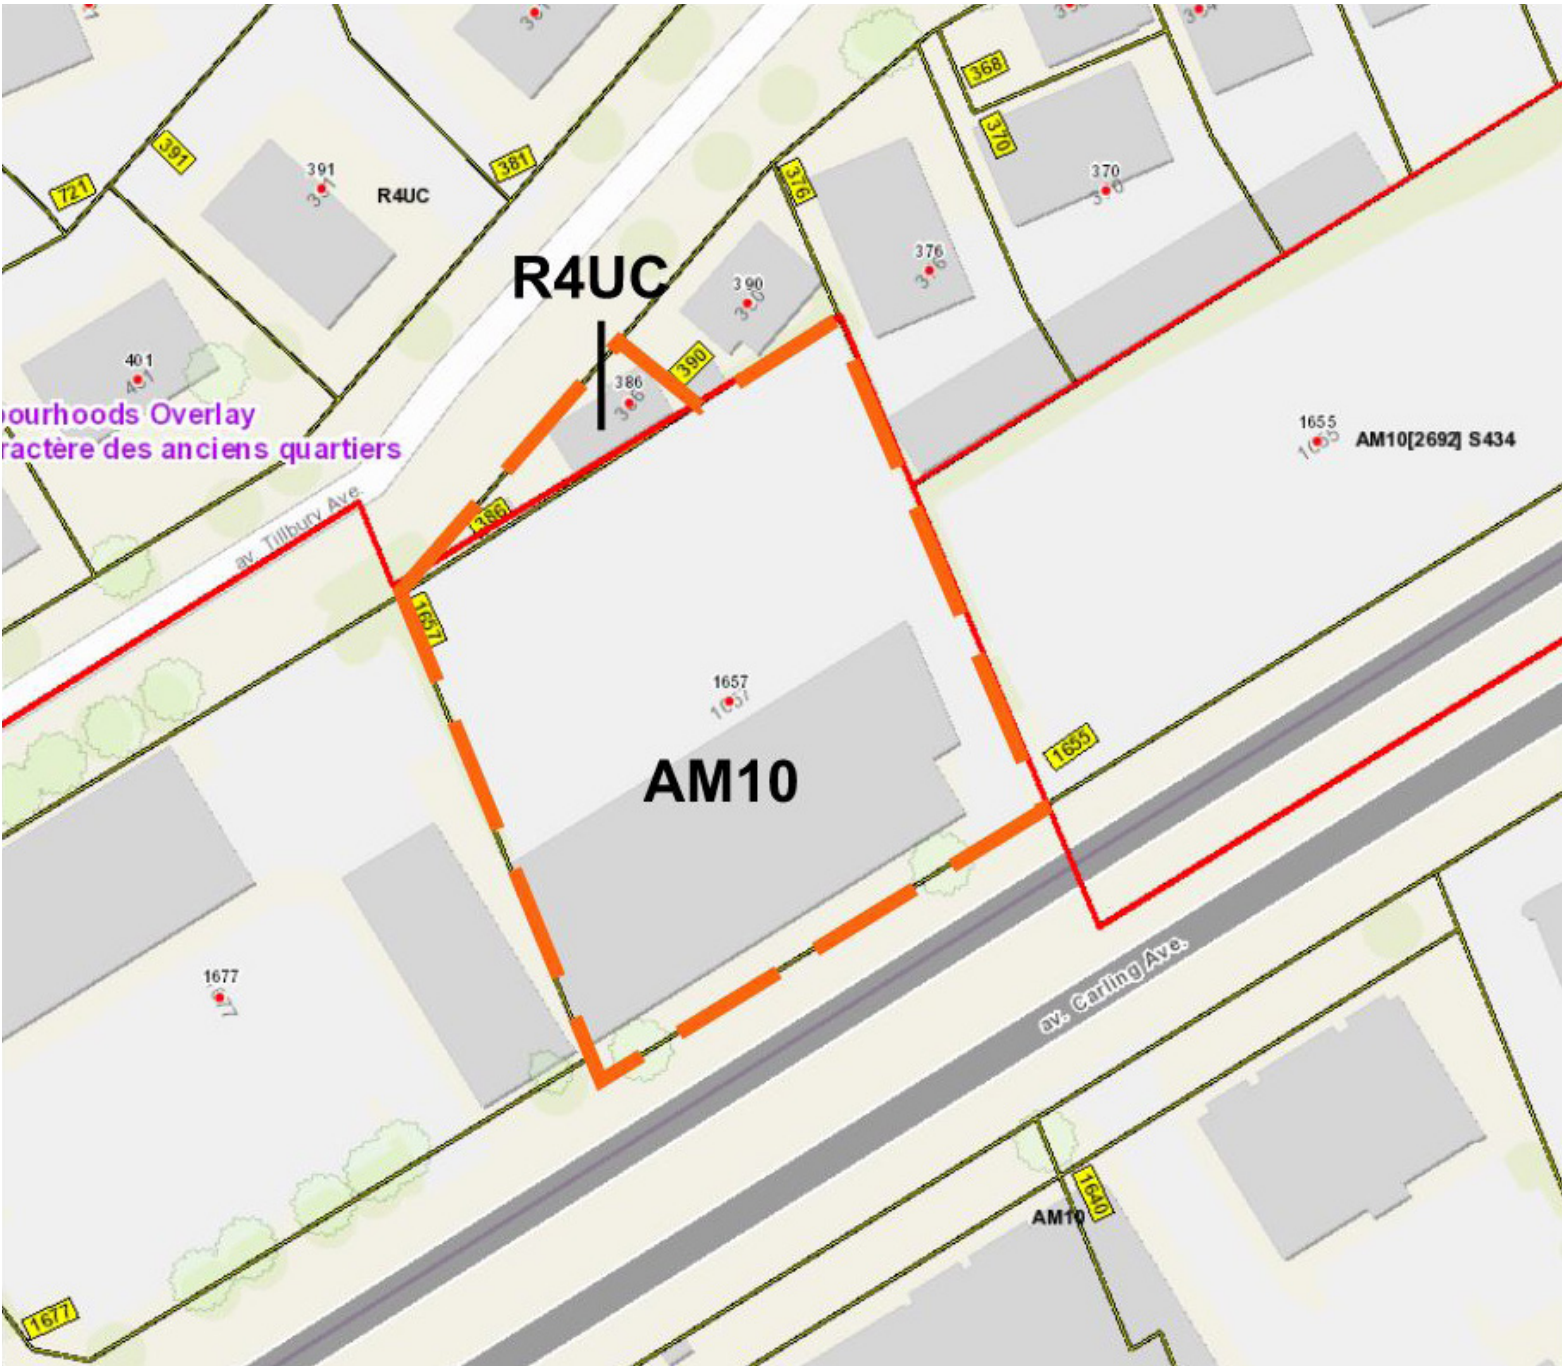 368
391
381
370
721
391
R4UC
376
370
R4UC
376
390
390
401
386
ourhoods Overlay
ractère des anciens quartiers
1655
AM10[2692] S434
386
av. Tillbury Ave.
1657
1657
1655
AM10
1677
av. Carling Ave.
1640
AM10
1677